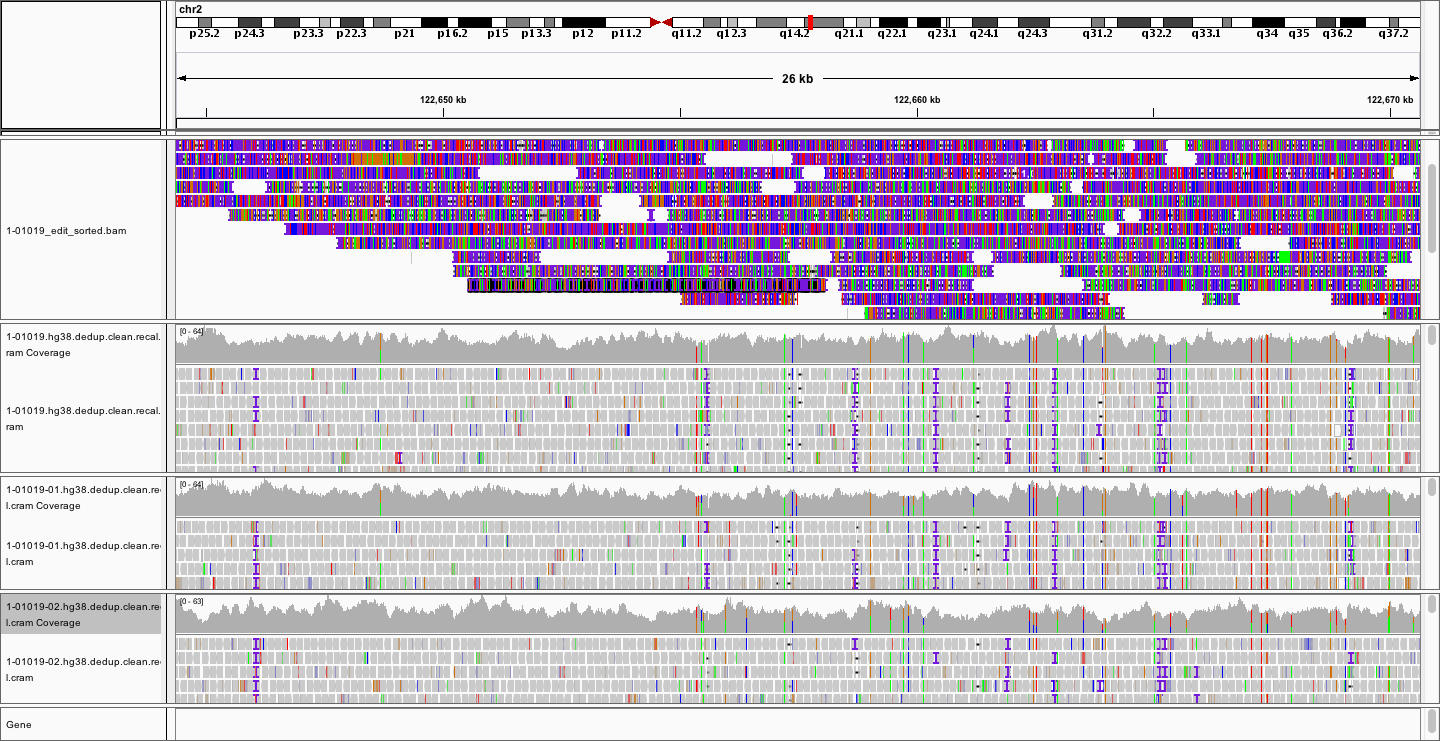 chr2
p25.2 p24.3 p23.3 p22.3 p21 p16.2 p15 p13.3 p12 p11.2 q11.2 q12.3 q14.2 q21.1 q22.1 q23.1 q24.1 q24.3 q31.2 q32.2 q33.1 q34 q35 q36.2 q37.2
26 kb
122,650 kb 122,660 kb 122,670 kb
1-01019_edit_sorted.bam
[0 - 64]
1-01019.hg38.dedup.clean.recal.
ram Coverage
1-01019.hg38.dedup.clean.recal.
ram
[0 - 64]
1-01019-01.hg38.dedup.clean.re
l.cram Coverage
1-01019-01.hg38.dedup.clean.re
l.cram
[0 - 63]
1-01019-02.hg38.dedup.clean.re
l.cram Coverage
1-01019-02.hg38.dedup.clean.re
l.cram
Gene